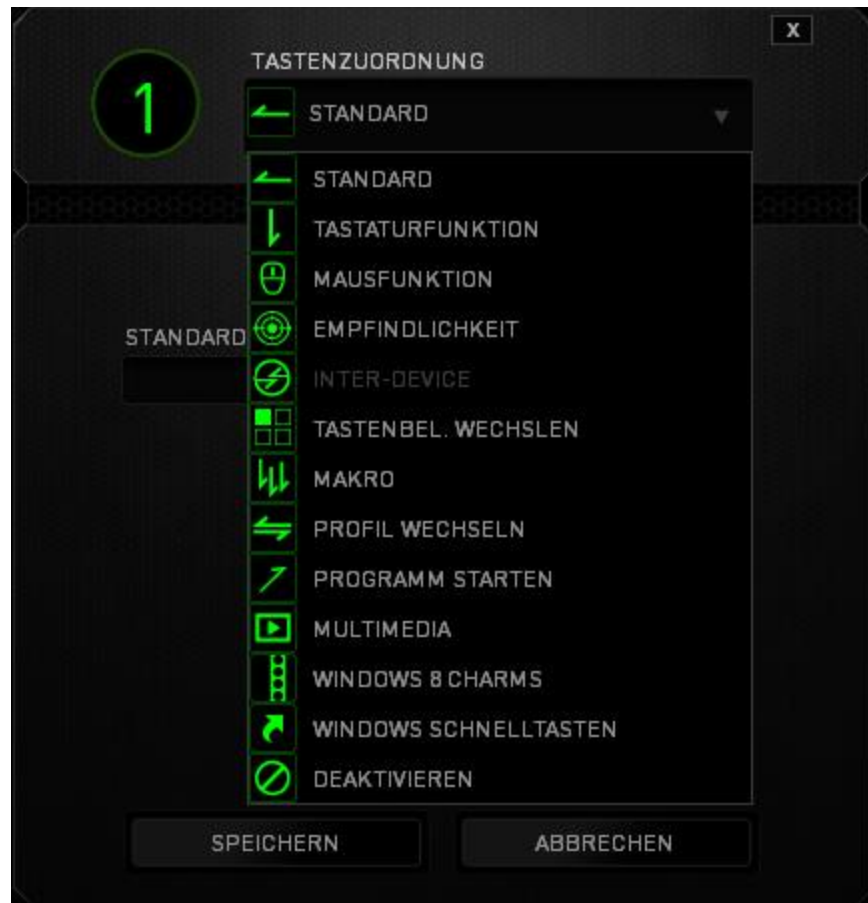 X
TASTENZUORDNUNG
1
STANDARD
STANDARD
TASTATURFUNKTION
MAUSFUNKTION
EMPFINDLICHKEIT
STANDARD
INTER-DEVICE
TASTENBEL. WECHSLEN
MAKRO
PROFIL WECHSELN
PROGRAMM STARTEN
MULTIMEDIA
WINDOWS 8 CHARMS
WINDOWS SCHNELLTASTEN
DEAKTIVIEREN
SPEICHERN
ABBRECHEN